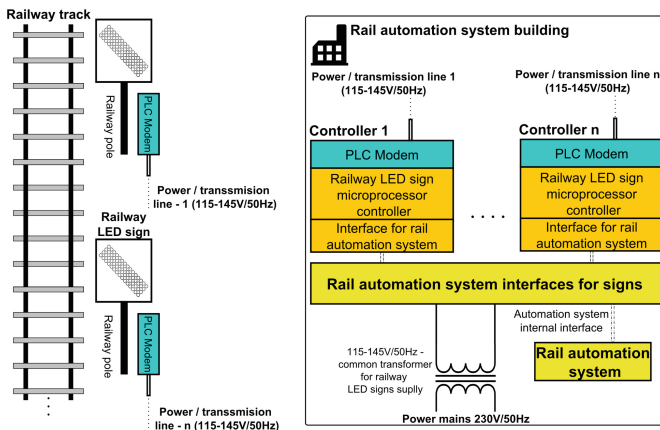 Railway track
Railway pole
PLC Modem
Power / transsmision
line - 1 (115-145V/50Hz)
Railway
LED sign
Railway pole
PLC Modem
Power / transsmision
line - n (115-145V/50Hz)
Rail automation system building
Power / transmission line 1
(115-145V/50Hz)
Power / transmission line n
(115-145V/50Hz)
Controller 1
PLC Modem
Railway LED sign
microprocessor
controller
Interface for rail
automation system
. . . .
Controller n
PLC Modem
Railway LED sign
microprocessor
controller
Interface for rail
automation system
Rail automation system interfaces for signs
115-145V/50Hz -
common transformer
for railway
LED signs suplly
Automation system
internal interface
Rail automation
system
Power mains 230V/50Hz